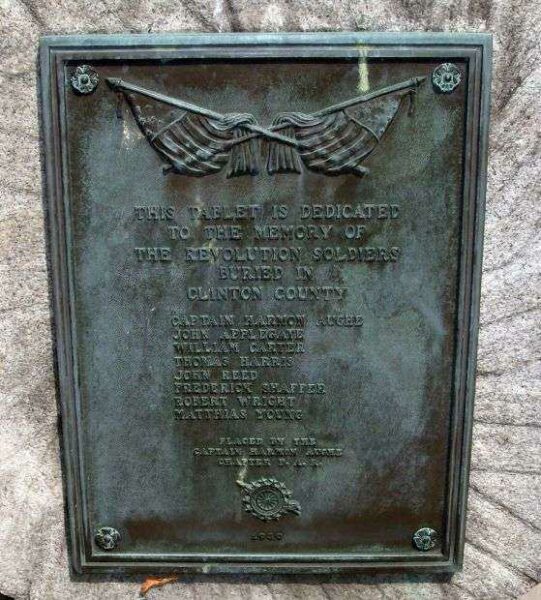 THIS TABLET IS DEDICATED
TO THE MEMORY OF
THE REVOLUTION SOLDIERS
BURIED IN
CLINTON COUNTY
CAPTAIN HARMON AUGHE
JOHN APPLEGATE
WILLIAM CARTER
THOMAS HARRIS
JOHN REED
FREDERICK SHAFFER
ROBERT WRIGHT
MATTHIAS YOUNG
PLACED BY THE
CAPTAIN HARMON AUGHE
CHAPTER D. A. R.